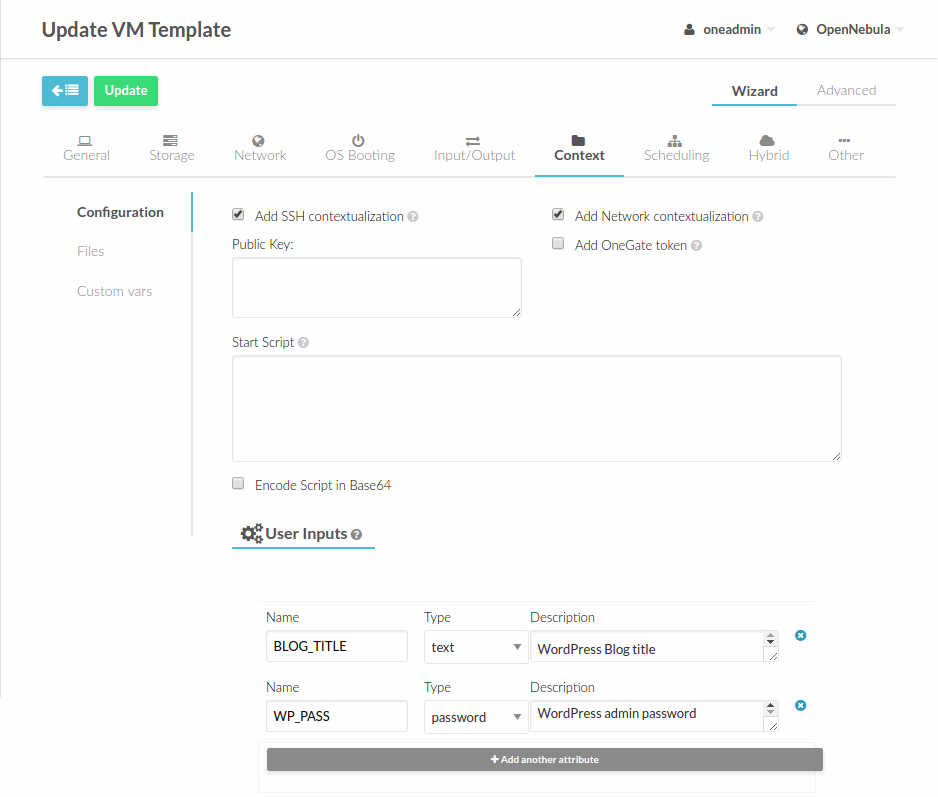 Update VM Template
oneadmin
OpenNebula
Update
Wizard
Advanced
General
Storage
Network
OS Booting
Input/Output
Context
Scheduling
Hybrid
Other
Configuration
Files
Custom vars
Add SSH contextualization ?
Add Network contextualization ?
Public Key:
Add OneGate token ?
Start Script ?
Encode Script in Base64
User Inputs ?
Name Type Description
BLOG_TITLE text WordPress Blog title
Name Type Description
WP_PASS password WordPress admin password
+ Add another attribute